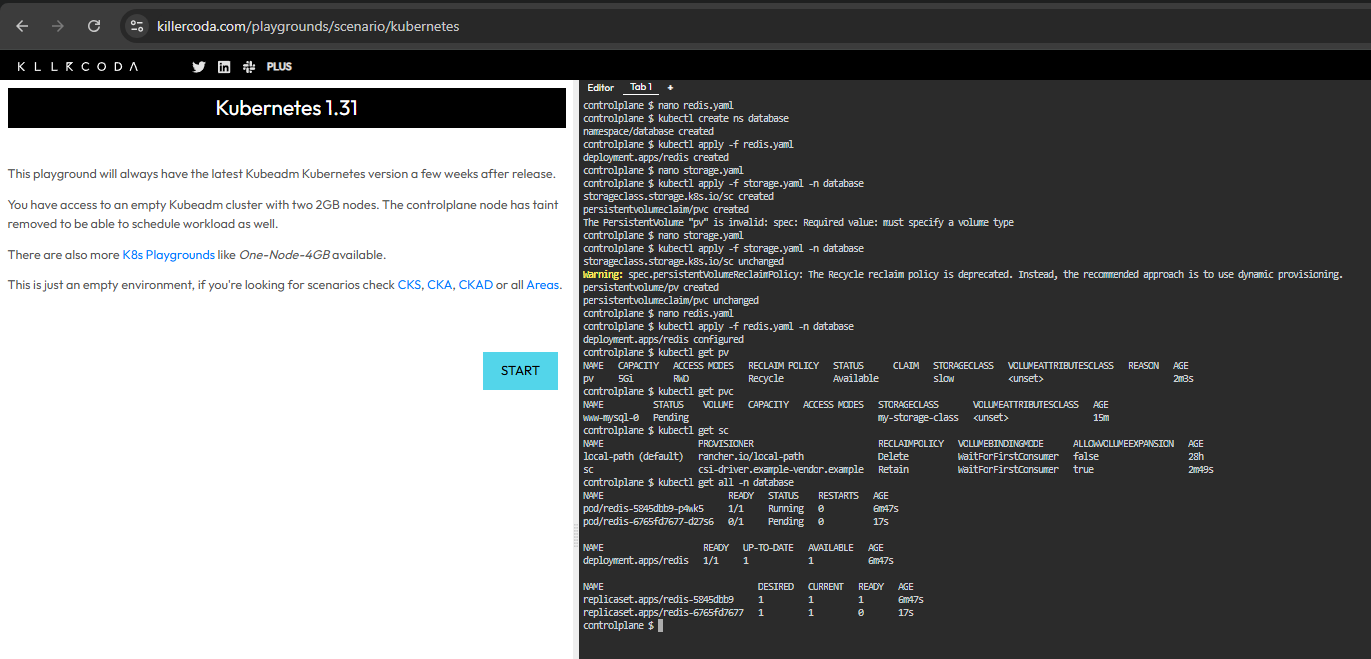 killercoda.com/playgrounds/scenario/kubernetes
KLLRCODA PLUS
Kubernetes 1.31
This playground will always have the latest Kubeadm Kubernetes version a few weeks after release.
You have access to an empty Kubeadm cluster with two 2GB nodes. The controlplane node has taint
removed to be able to schedule workload as well.
There are also more K8s Playgrounds like One-Node-4GB available.
This is just an empty environment, if you're looking for scenarios check CKS, CKA, CKAD or all Areas.
START
Editor Tab 1 +
controlplane $ nano redis.yaml
controlplane $ kubectl create ns database
namespace/database created
controlplane $ kubectl apply -f redis.yaml
deployment.apps/redis created
controlplane $ nano storage.yaml
controlplane $ kubectl apply -f storage.yaml -n database
storageclass.storage.k8s.io/sc created
persistentvolumeclaim/pvc created
The PersistentVolume "pv" is invalid: spec: Required value: must specify a volume type
controlplane $ nano storage.yaml
controlplane $ kubectl apply -f storage.yaml -n database
storageclass.storage.k8s.io/sc unchanged
Warning: spec.persistentVolumeReclaimPolicy: The Recycle reclaim policy is deprecated. Instead, the recommended approach is to use dynamic provisioning.
persistentvolume/pv created
persistentvolumeclaim/pvc unchanged
controlplane $ nano redis.yaml
controlplane $ kubectl apply -f redis.yaml -n database
deployment.apps/redis configured
controlplane $ kubectl get pv
NAME CAPACITY ACCESS MODES RECLAIM POLICY STATUS CLAIM STORAGECLASS VOLUMEATTRIBUTESCLASS REASON AGE
pv 5Gi RWO Recycle Available slow <unset> 2m3s
controlplane $ kubectl get pvc
NAME STATUS VOLUME CAPACITY ACCESS MODES STORAGECLASS VOLUMEATTRIBUTESCLASS AGE
www-mysql-0 Pending my-storage-class <unset> 15m
controlplane $ kubectl get sc
NAME PROVISIONER RECLAIMPOLICY VOLUMEBINDINGMODE ALLOWVOLUMEEXPANSION AGE
local-path (default) rancher.io/local-path Delete WaitForFirstConsumer false 28h
sc csi-driver.example-vendor.example Retain WaitForFirstConsumer true 2m49s
controlplane $ kubectl get all -n database
NAME READY STATUS RESTARTS AGE
pod/redis-5845dbb9-p4wk5 1/1 Running 0 6m47s
pod/redis-6765fd7677-d27s6 0/1 Pending 0 17s
NAME READY UP-TO-DATE AVAILABLE AGE
deployment.apps/redis 1/1 1 1 6m47s
NAME DESIRED CURRENT READY AGE
replicaset.apps/redis-5845dbb9 1 1 1 6m47s
replicaset.apps/redis-6765fd7677 1 1 0 17s
controlplane $